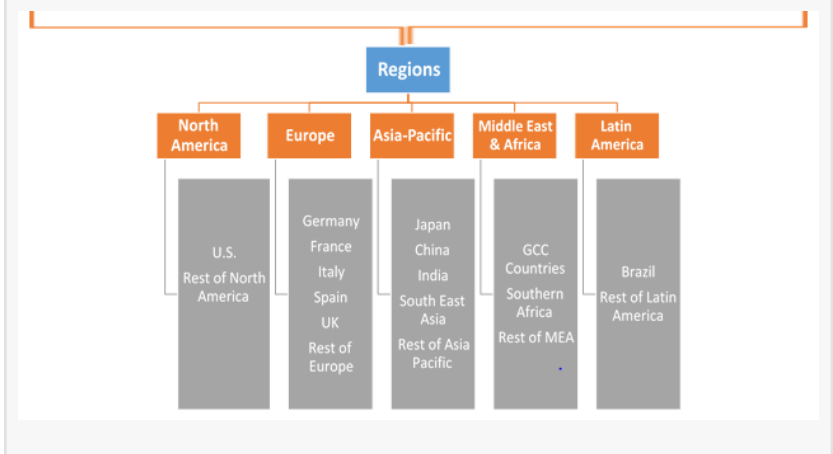 Regions
North
America
Europe
Asia-Pacific
Middle East
& Africa
Latin
America
U.S.
Rest of North
America
Germany
France
Italy
Spain
UK
Rest of
Europe
Japan
China
India
South East
Asia
Rest of Asia
Pacific
GCC
Countries
Southern
Africa
Rest of MEA
Brazil
Rest of Latin
America